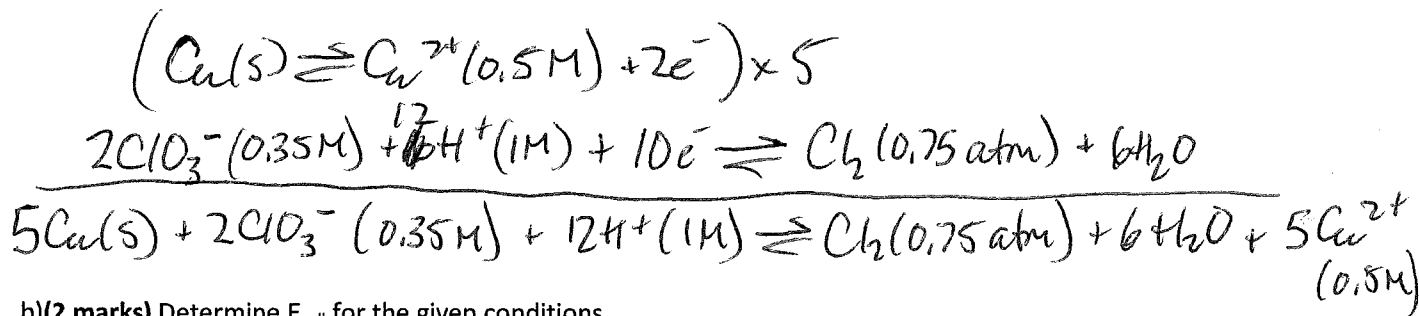 (Cu(s) ⇌ Cu²⁺(0.5M) + 2e⁻) × 5
2ClO₃⁻(0.35M) + 12H⁺(1M) + 10e⁻ ⇌ Cl₂(0.75 atm) + 6H₂O
5Cu(s) + 2ClO₃⁻ (0.35M) + 12H⁺(1M) ⇌ Cl₂(0.75 atm) + 6H₂O + 5Cu²⁺
(0.5M)
b)(2 marks) Determine E for the given conditions